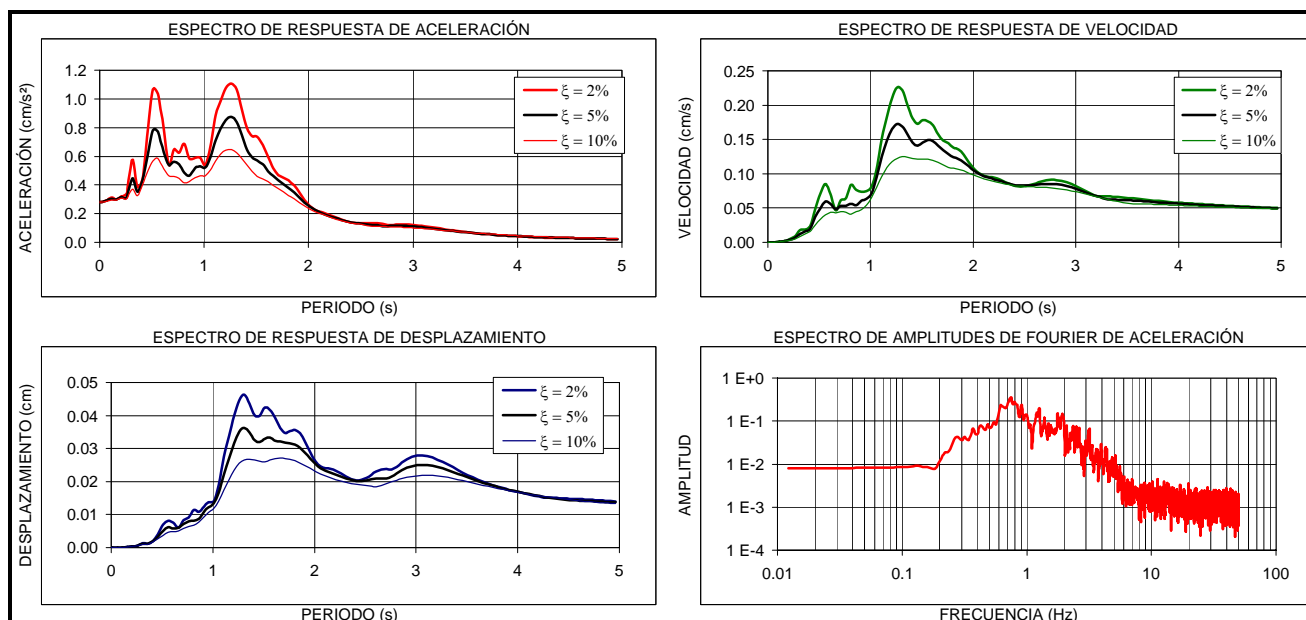 ESPECTRO DE RESPUESTA DE ACELERACIÓN
ACELERACIÓN (cm/s²)
1.2
1.0
0.8
0.6
0.4
0.2
0.0
ξ = 2%
ξ = 5%
ξ = 10%
0 1 2 3 4 5
PERIODO (s)
ESPECTRO DE RESPUESTA DE VELOCIDAD
VELOCIDAD (cm/s)
0.25
0.20
0.15
0.10
0.05
0.00
ξ = 2%
ξ = 5%
ξ = 10%
0 1 2 3 4 5
PERIODO (s)
ESPECTRO DE RESPUESTA DE DESPLAZAMIENTO
DESPLAZAMIENTO (cm)
0.05
0.04
0.03
0.02
0.01
0.00
ξ = 2%
ξ = 5%
ξ = 10%
0 1 2 3 4 5
PERIODO (s)
ESPECTRO DE AMPLITUDES DE FOURIER DE ACELERACIÓN
AMPLITUD
1 E+0
1 E-1
1 E-2
1 E-3
1 E-4
0.01 0.1 1 10 100
FRECUENCIA (Hz)